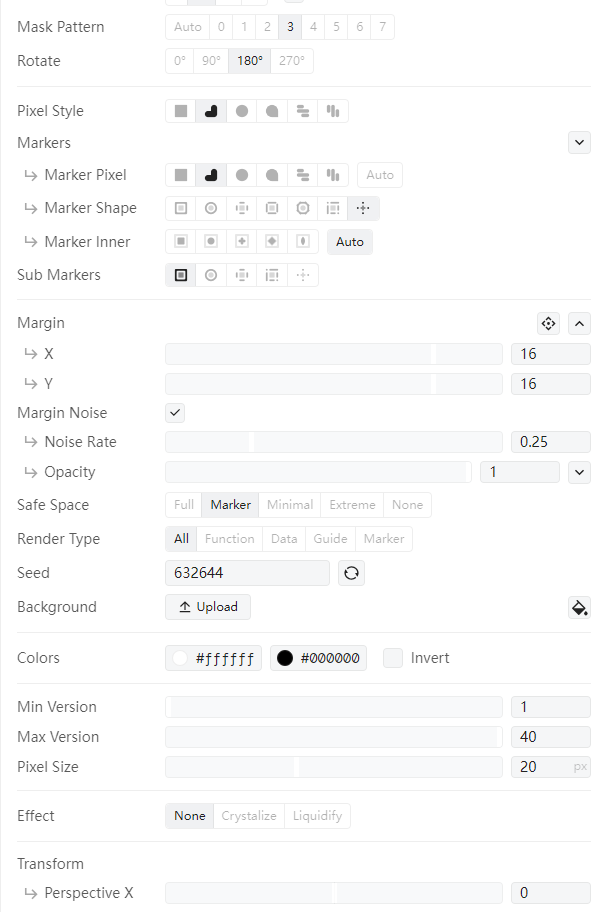 Mask Pattern Auto 0 1 2 3 4 5 6 7
Rotate 0° 90° 180° 270°
Pixel Style
Markers
Marker Pixel Auto
Marker Shape
Marker Inner Auto
Sub Markers
Margin
X 16
Y 16
Margin Noise
Noise Rate 0.25
Opacity 1
Safe Space Full Marker Minimal Extreme None
Render Type All Function Data Guide Marker
Seed 632644
Background Upload
Colors #ffffff #000000 Invert
Min Version 1
Max Version 40
Pixel Size 20 px
Effect None Crystalize Liquidify
Transform
Perspective X 0